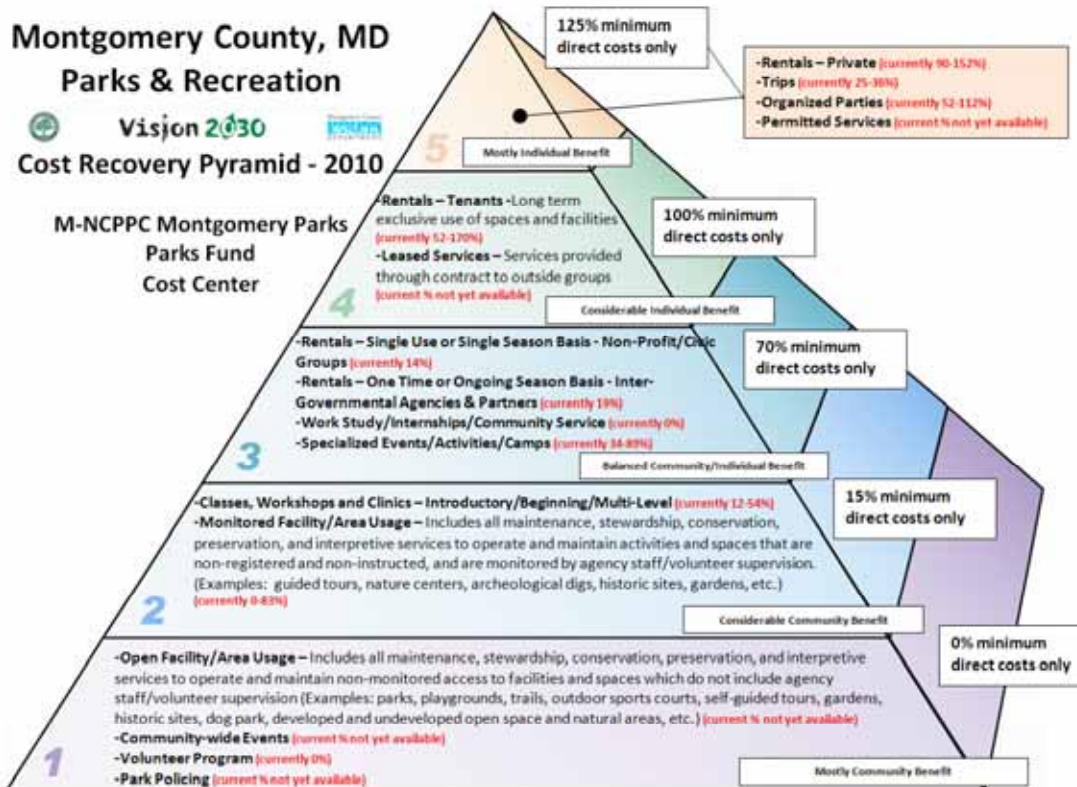 Montgomery County, MD
Parks & Recreation
Vision 2030
Cost Recovery Pyramid - 2010
M-NCPPC Montgomery Parks
Parks Fund
Cost Center
125% minimum
direct costs only
-Rentals – Private (currently 90-152%)
-Trips (currently 25-36%)
-Organized Parties (currently 52-112%)
-Permitted Services (current % not yet available)
5
Mostly Individual Benefit
-Rentals – Tenants -Long term
exclusive use of spaces and facilities
(currently 52-170%)
-Leased Services – Services provided
through contract to outside groups
(current % not yet available)
4
Considerable Individual Benefit
100% minimum
direct costs only
-Rentals – Single Use or Single Season Basis - Non-Profit/Civic
Groups (currently 14%)
-Rentals – One Time or Ongoing Season Basis - Inter-
Governmental Agencies & Partners (currently 19%)
-Work Study/Internships/Community Service (currently 0%)
-Specialized Events/Activities/Camps (currently 34-89%)
3
Balanced Community/Individual Benefit
70% minimum
direct costs only
-Classes, Workshops and Clinics – Introductory/Beginning/Multi-Level (currently 12-54%)
-Monitored Facility/Area Usage – Includes all maintenance, stewardship, conservation,
preservation, and interpretive services to operate and maintain activities and spaces that are
non-registered and non-instructed, and are monitored by agency staff/volunteer supervision.
(Examples: guided tours, nature centers, archeological digs, historic sites, gardens, etc.)
(currently 0-83%)
2
Considerable Community Benefit
15% minimum
direct costs only
-Open Facility/Area Usage – Includes all maintenance, stewardship, conservation, preservation, and interpretive
services to operate and maintain non-monitored access to facilities and spaces which do not include agency
staff/volunteer supervision (Examples: parks, playgrounds, trails, outdoor sports courts, self-guided tours, gardens,
historic sites, dog park, developed and undeveloped open space and natural areas, etc.) (current % not yet available)
-Community-wide Events (current % not yet available)
-Volunteer Program (currently 0%)
-Park Policing (current % not yet available)
1
Mostly Community Benefit
0% minimum
direct costs only